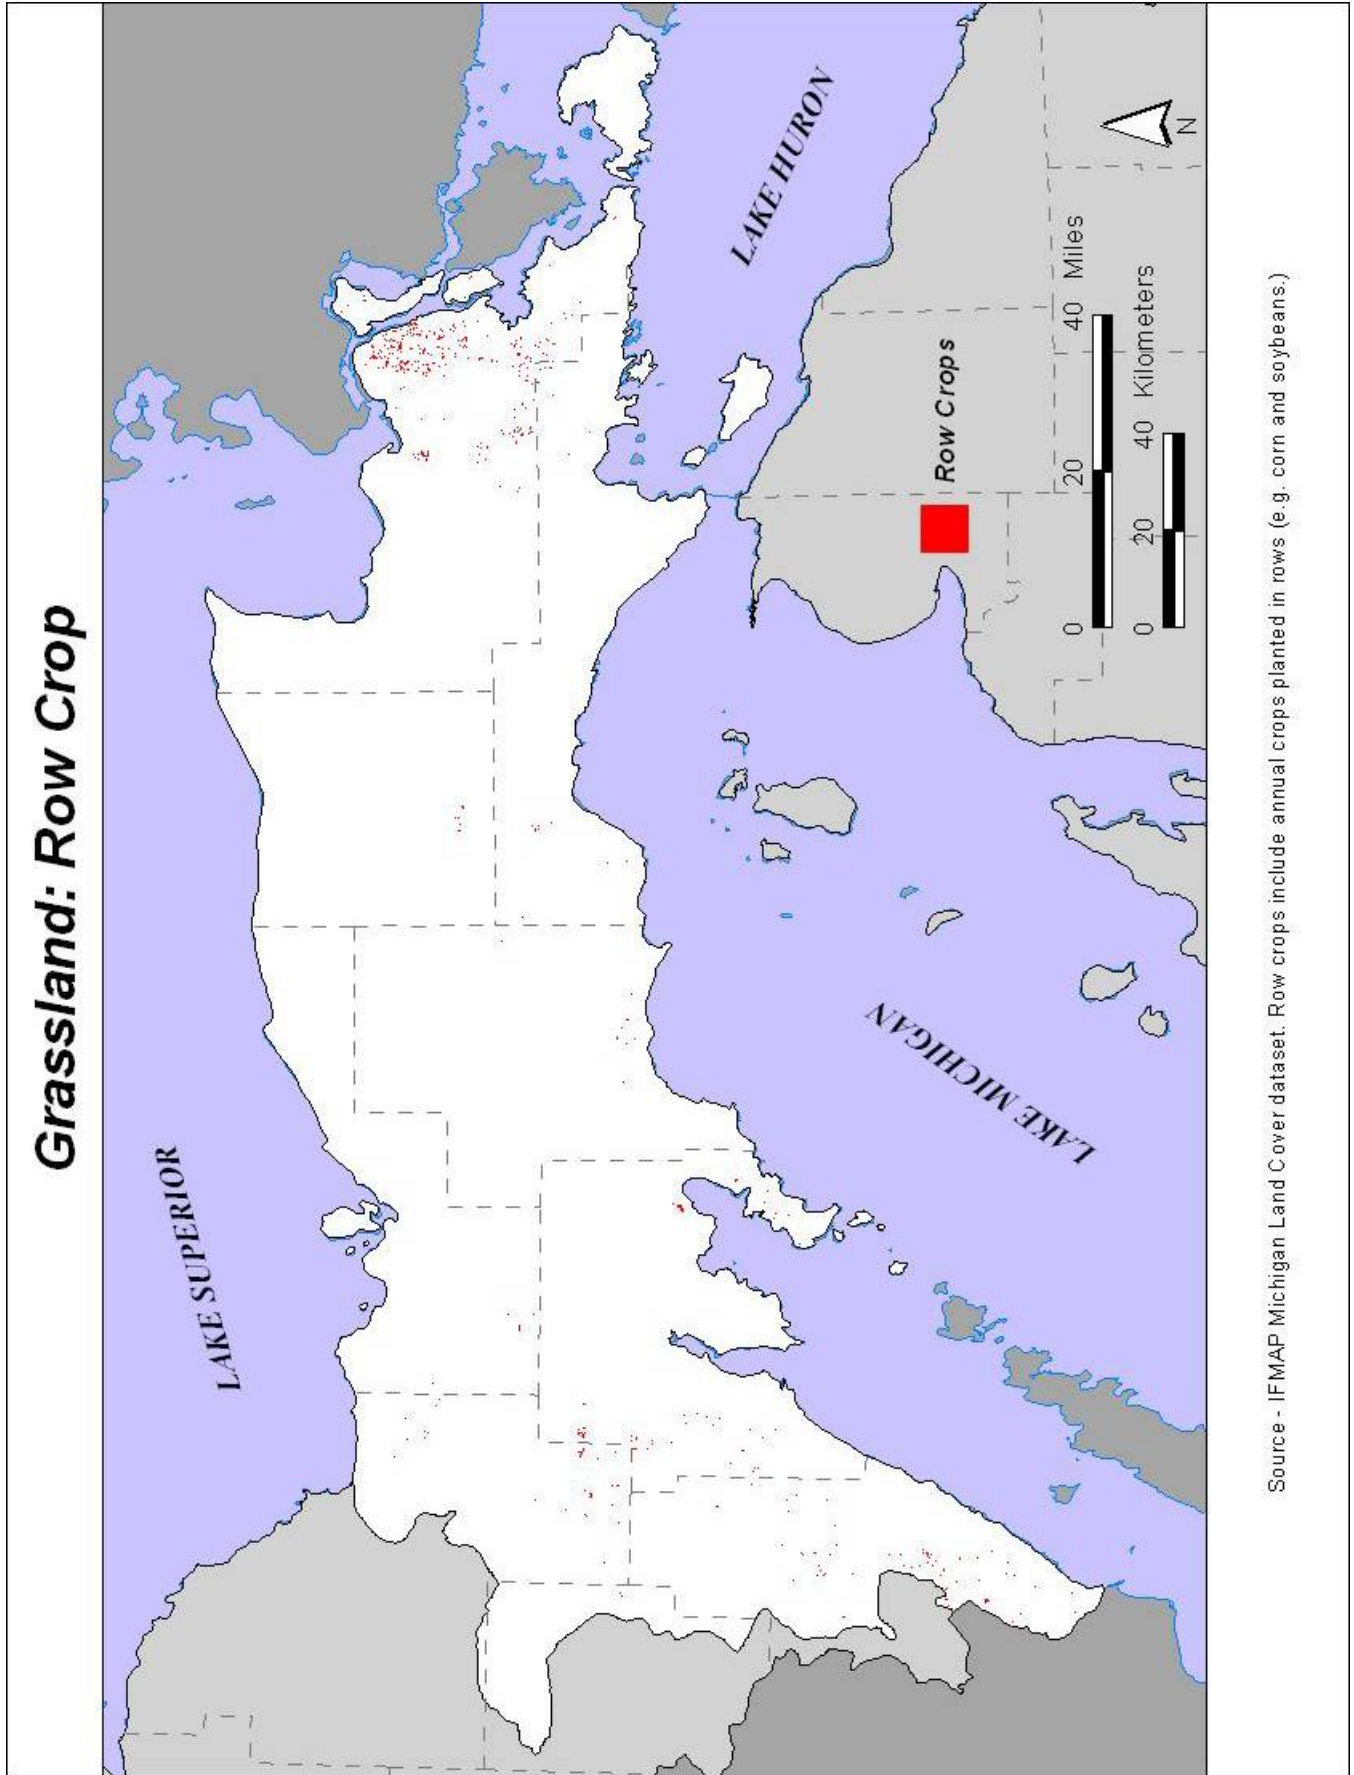 Grassland: Row Crop
LAKE SUPERIOR
LAKE HURON
LAKE MICHIGAN
Row Crops
0 20 40 Miles
0 20 40 Kilometers
N
Source - IFMAP Michigan Land Cover dataset. Row crops include annual crops planted in rows (e.g. corn and soybeans.)